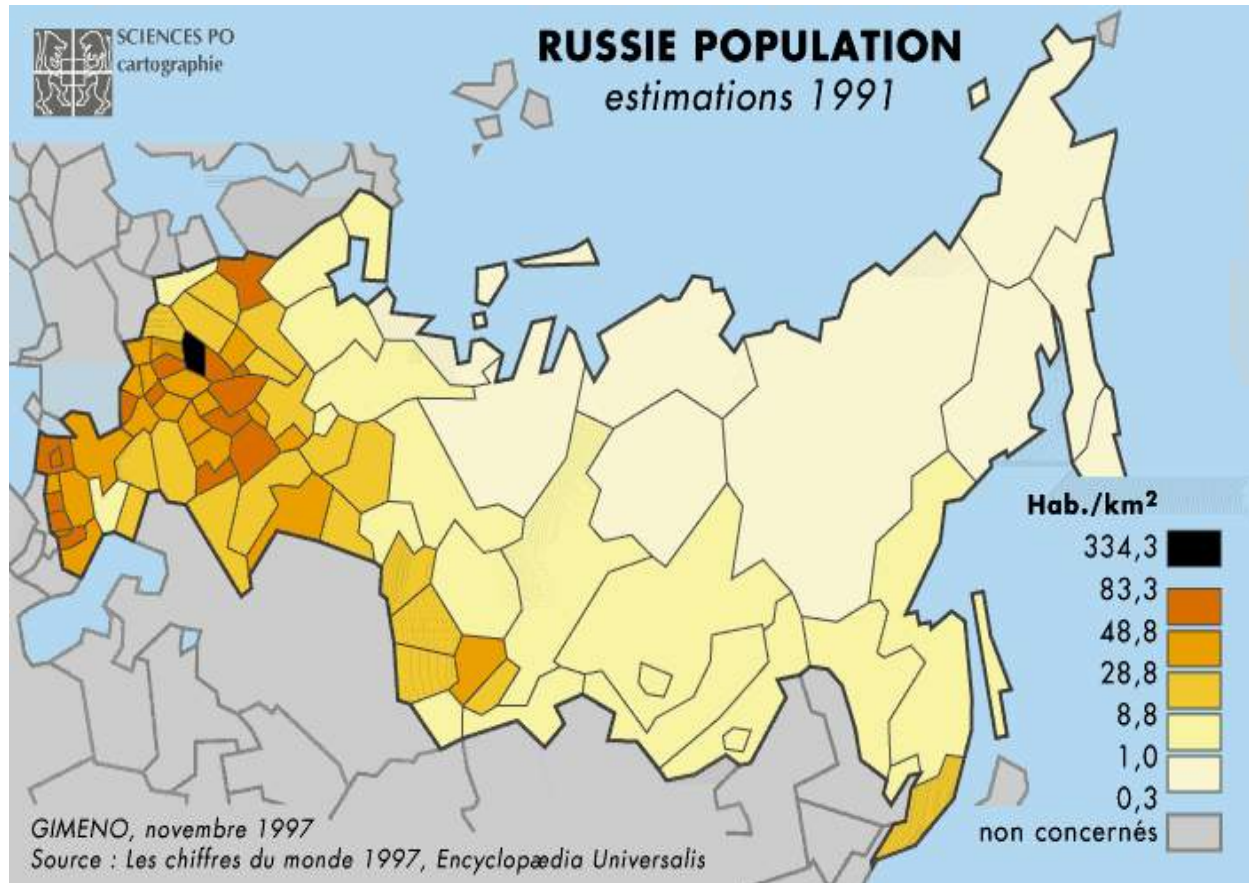 SCIENCES PO
cartographie
RUSSIE POPULATION
estimations 1991
Hab./km²
334,3
83,3
48,8
28,8
8,8
1,0
0,3
non concernés
GIMENO, novembre 1997
Source : Les chiffres du monde 1997, Encyclopædia Universalis